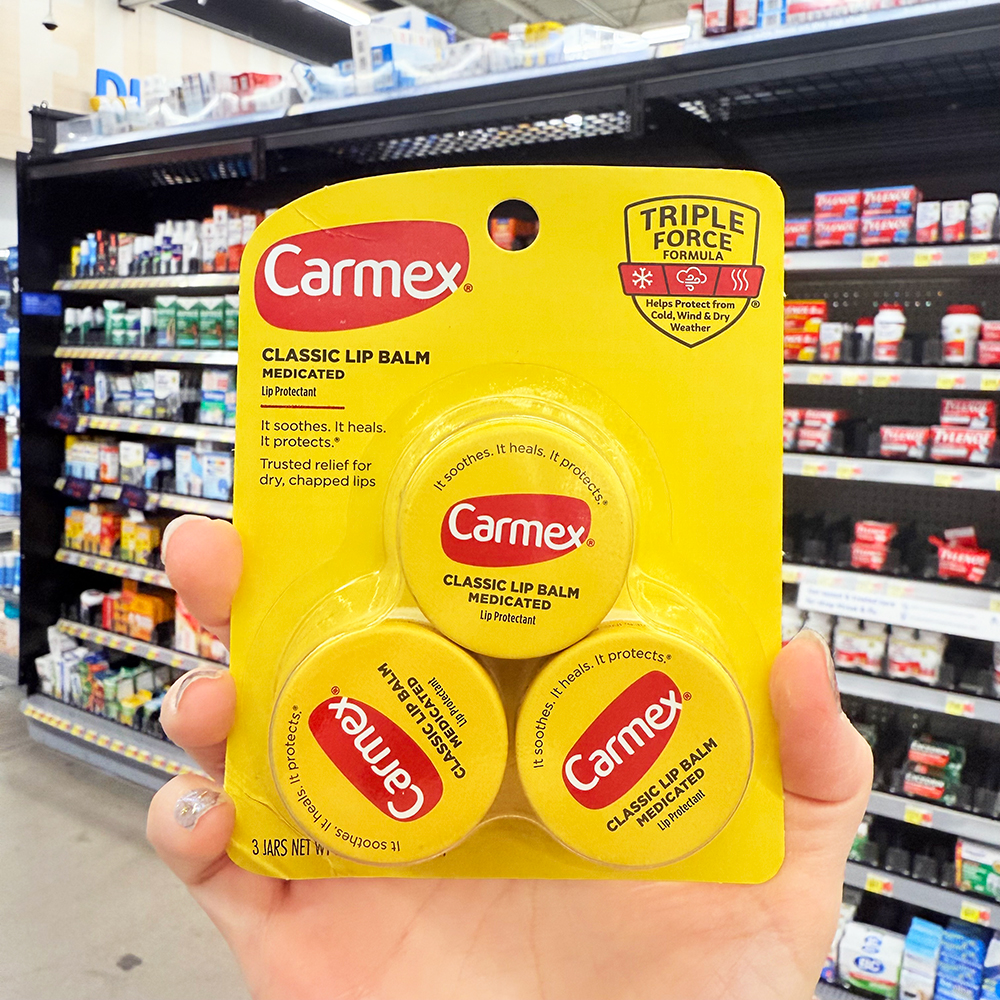 Carmex®
CLASSIC LIP BALM
MEDICATED
Lip Protectant
It soothes. It heals.
It protects.®
Trusted relief for
dry, chapped lips
TRIPLE
FORCE
FORMULA
®
Helps Protect from
Cold, Wind & Dry
Weather
It soothes. It heals. It protects.®
Carmex®
CLASSIC LIP BALM
MEDICATED
Lip Protectant
It soothes. It heals. It protects.®
Carmex®
CLASSIC LIP BALM
MEDICATED
Lip Protectant
It soothes. It heals. It protects.®
Carmex®
CLASSIC LIP BALM
MEDICATED
Lip Protectant
3 JARS NET
TYLENOL
TYLENOL
TYLENOL
TYLENOL